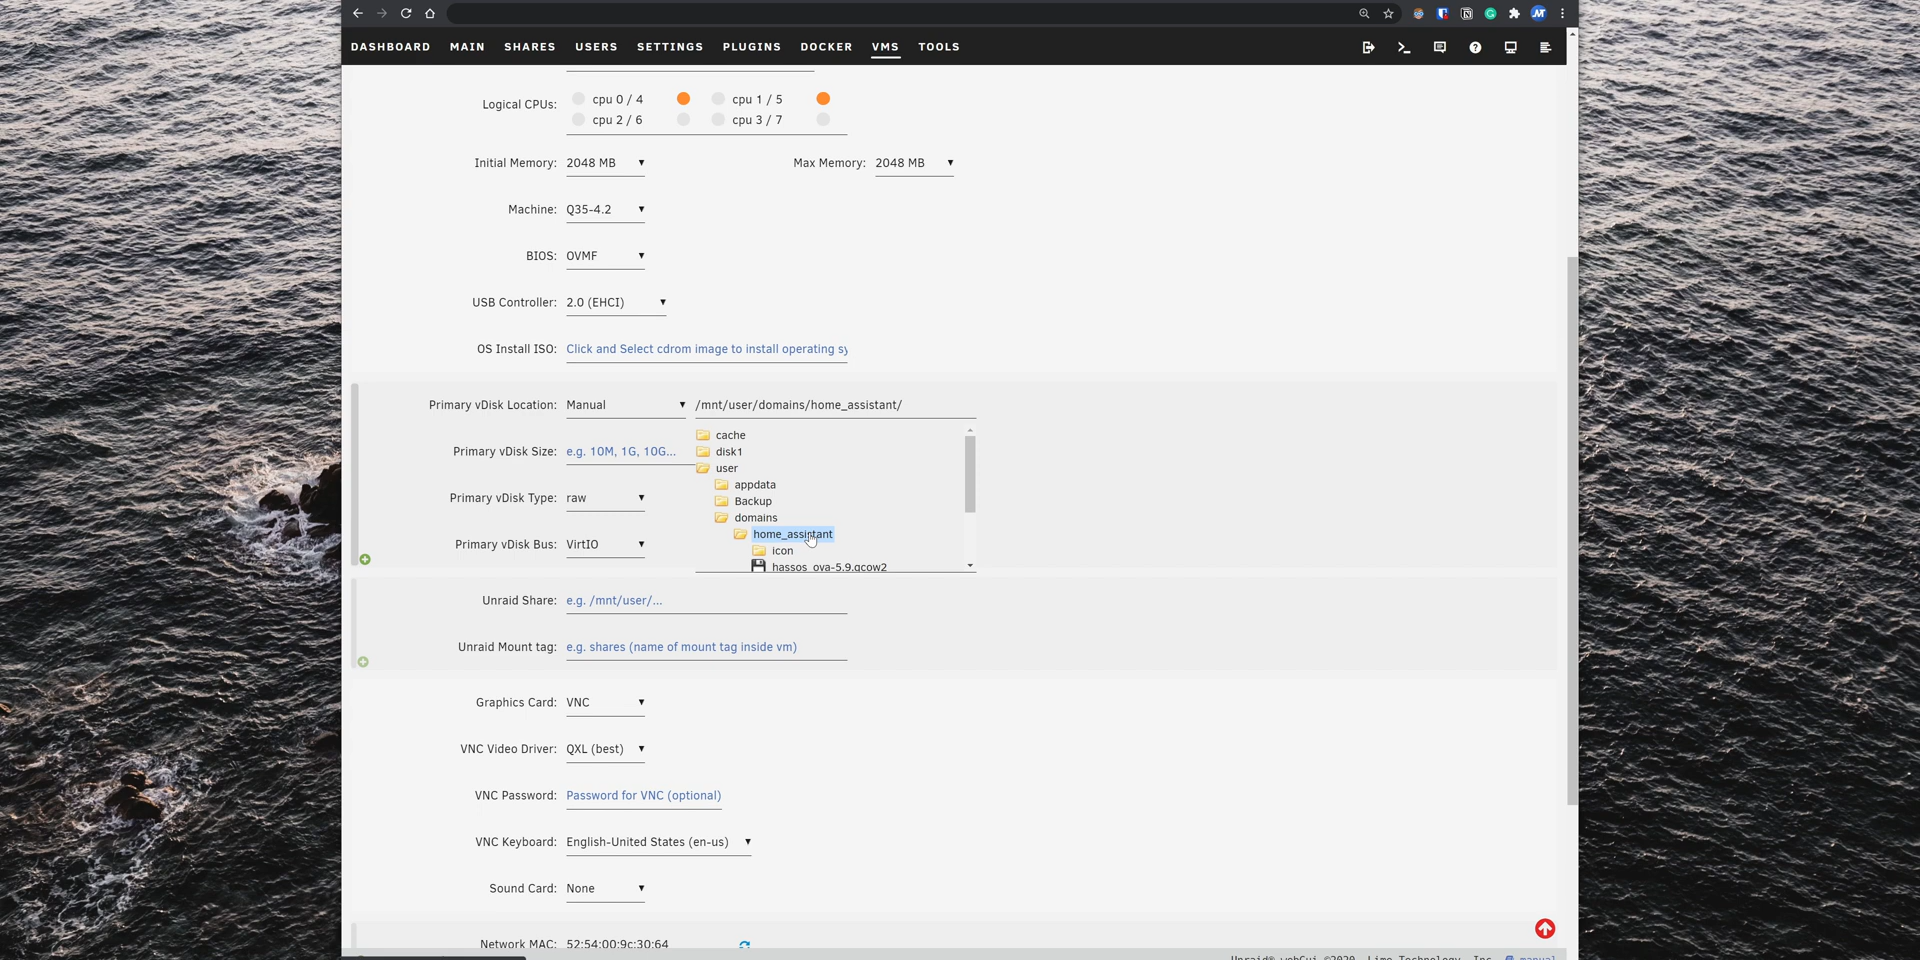 DASHBOARD MAIN SHARES USERS SETTINGS PLUGINS DOCKER VMS TOOLS
Logical CPUs: cpu 0 / 4 cpu 1 / 5
cpu 2 / 6 cpu 3 / 7
Initial Memory: 2048 MB Max Memory: 2048 MB
Machine: Q35-4.2
BIOS: OVMF
USB Controller: 2.0 (EHCI)
OS Install ISO: Click and Select cdrom image to install operating sy
Primary vDisk Location: Manual /mnt/user/domains/home_assistant/
cache
Primary vDisk Size: e.g. 10M, 1G, 10G... disk1
user
appdata
Primary vDisk Type: raw Backup
domains
home_assistant
Primary vDisk Bus: VirtIO icon
hassos_ova-5.9.qcow2
Unraid Share: e.g. /mnt/user/...
Unraid Mount tag: e.g. shares (name of mount tag inside vm)
Graphics Card: VNC
VNC Video Driver: QXL (best)
VNC Password: Password for VNC (optional)
VNC Keyboard: English-United States (en-us)
Sound Card: None
Network MAC: 52:54:00:9c:30:64
Unraid® webGui ©2020, Lime Technology, Inc. manual